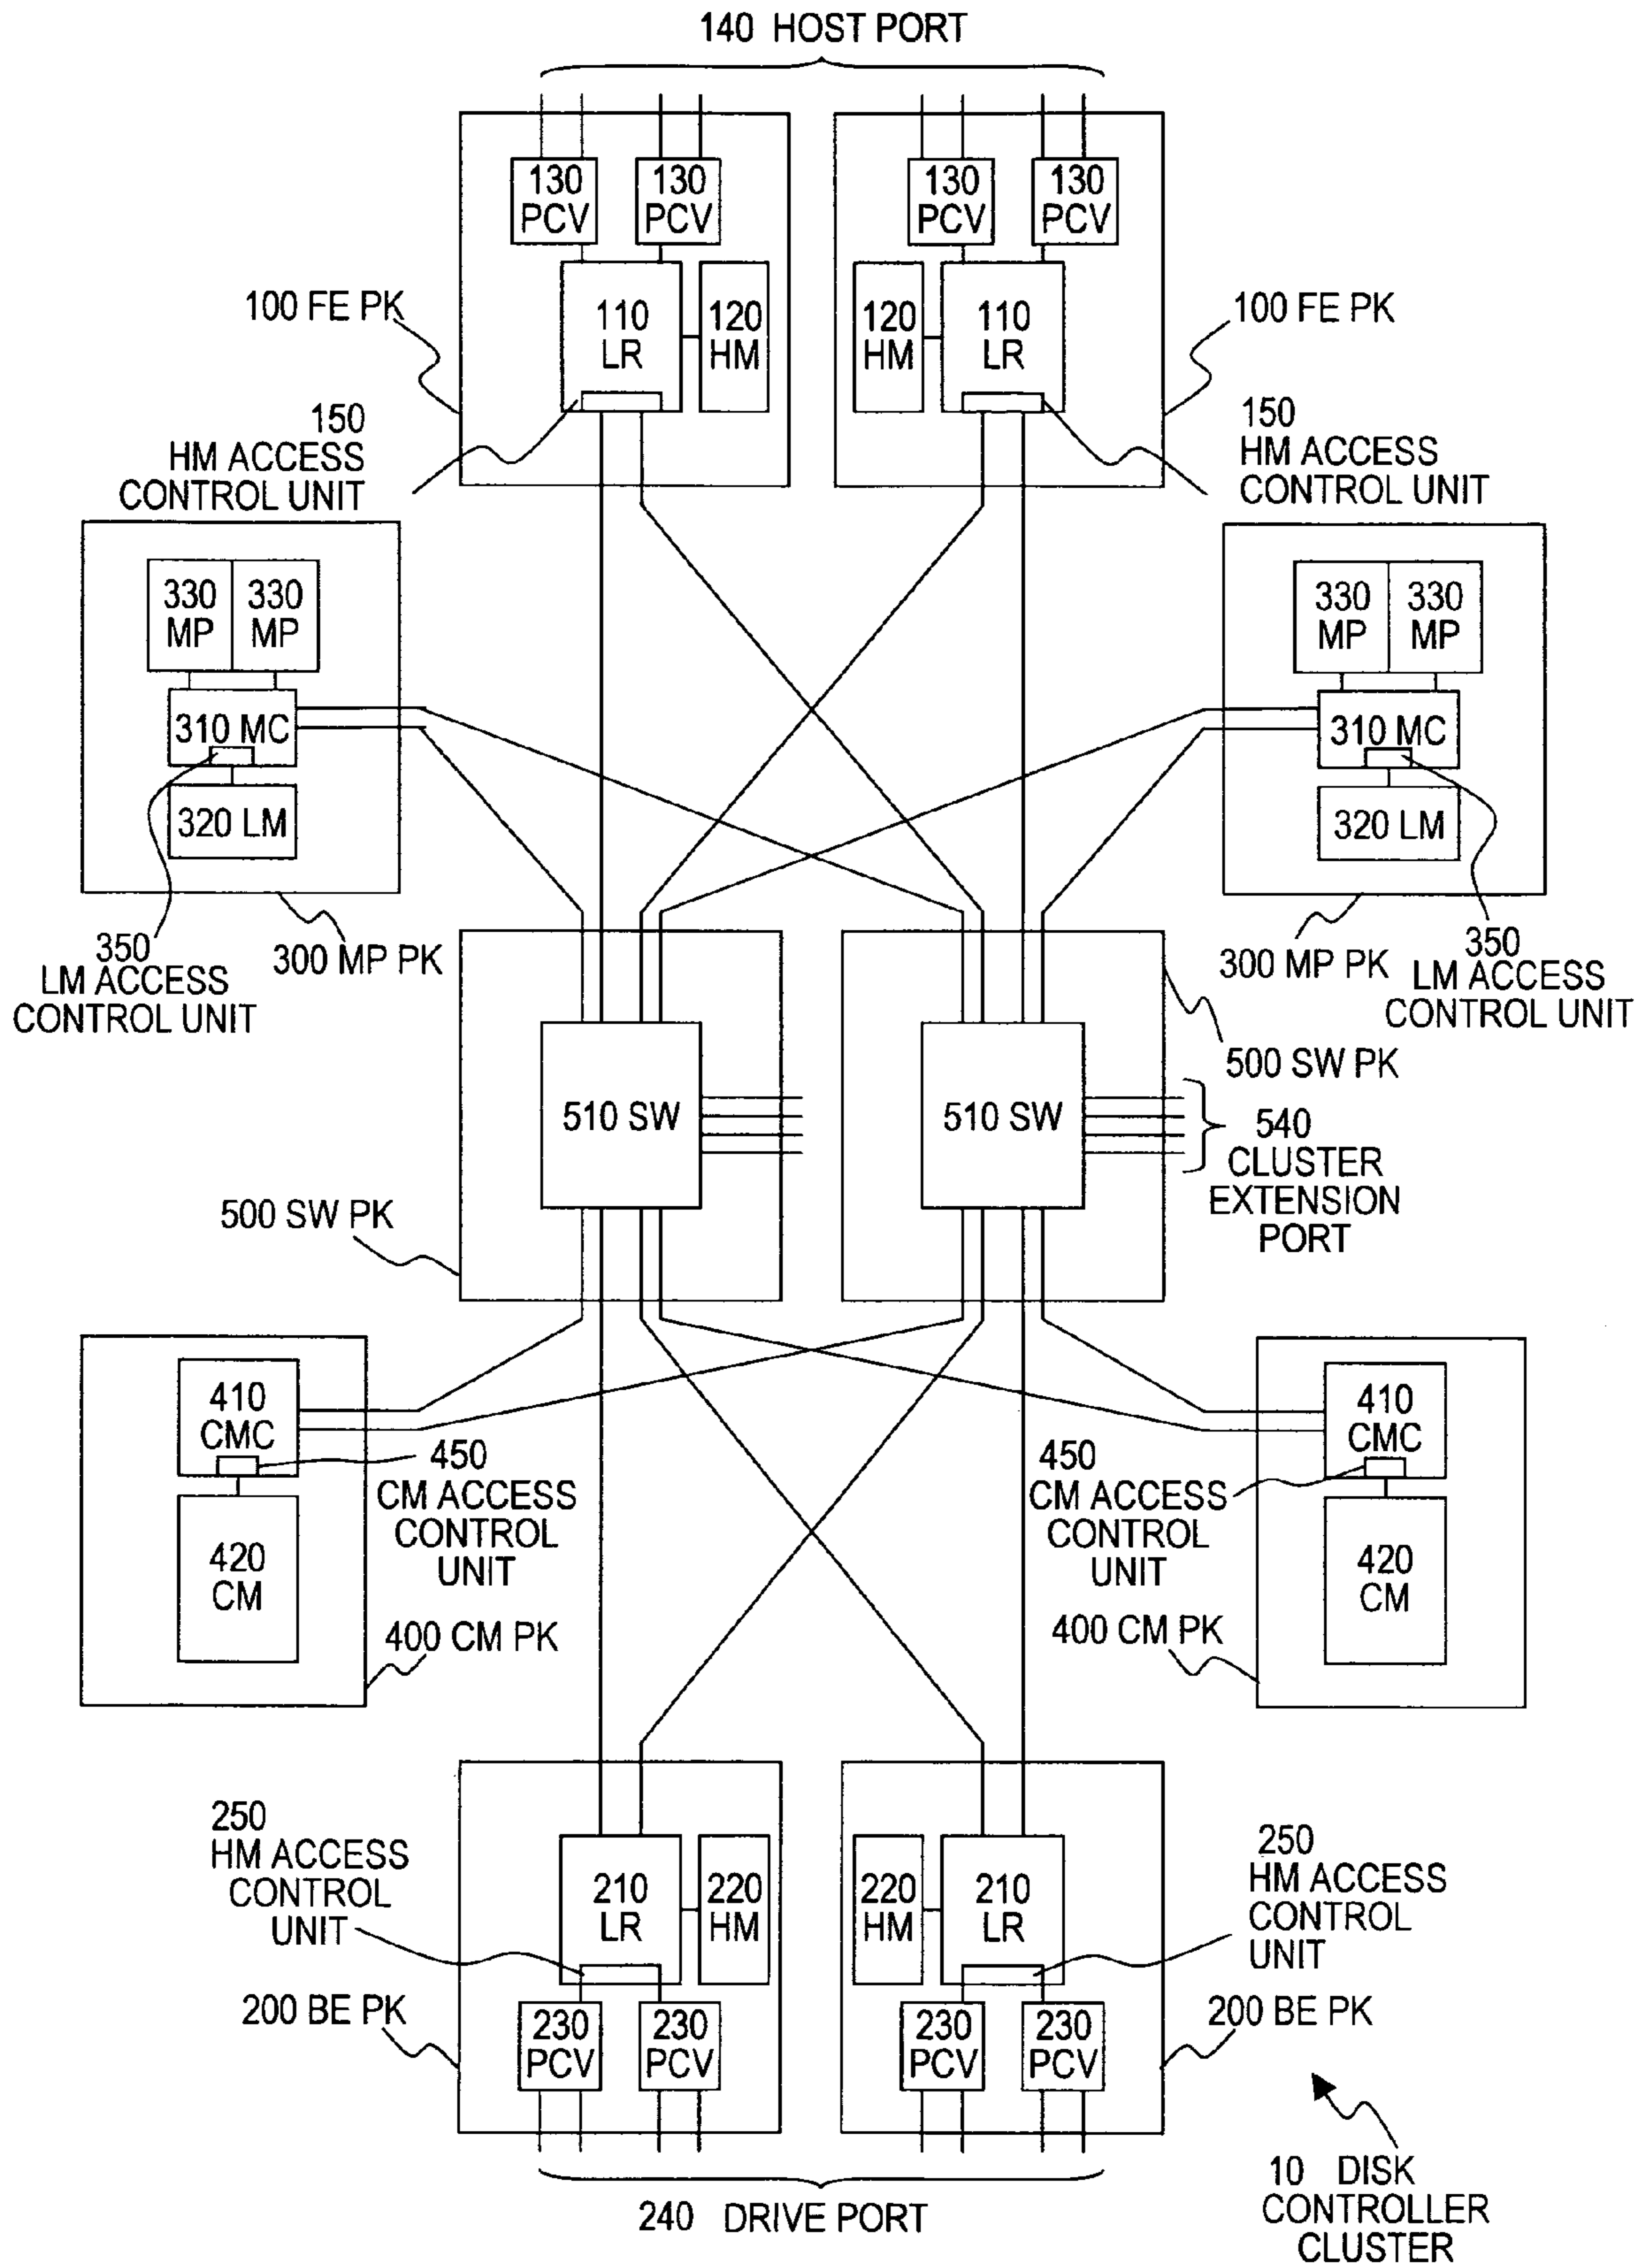 140 HOST PORT
130
PCV
130
PCV
130
PCV
130
PCV
100 FE PK
110
LR
120
HM
120
HM
110
LR
100 FE PK
150
HM ACCESS
CONTROL UNIT
150
HM ACCESS
CONTROL UNIT
330
MP
330
MP
310 MC
320 LM
330
MP
330
MP
310 MC
320 LM
350
LM ACCESS
CONTROL UNIT
300 MP PK
300 MP PK
350
LM ACCESS
CONTROL UNIT
500 SW PK
510 SW
510 SW
540
CLUSTER
EXTENSION
PORT
500 SW PK
410
CMC
450
CM ACCESS
CONTROL
UNIT
420
CM
400 CM PK
410
CMC
450
CM ACCESS
CONTROL
UNIT
420
CM
400 CM PK
250
HM ACCESS
CONTROL
UNIT
210
LR
220
HM
220
HM
210
LR
250
HM ACCESS
CONTROL
UNIT
200 BE PK
230
PCV
230
PCV
230
PCV
230
PCV
200 BE PK
240 DRIVE PORT
10 DISK
CONTROLLER
CLUSTER